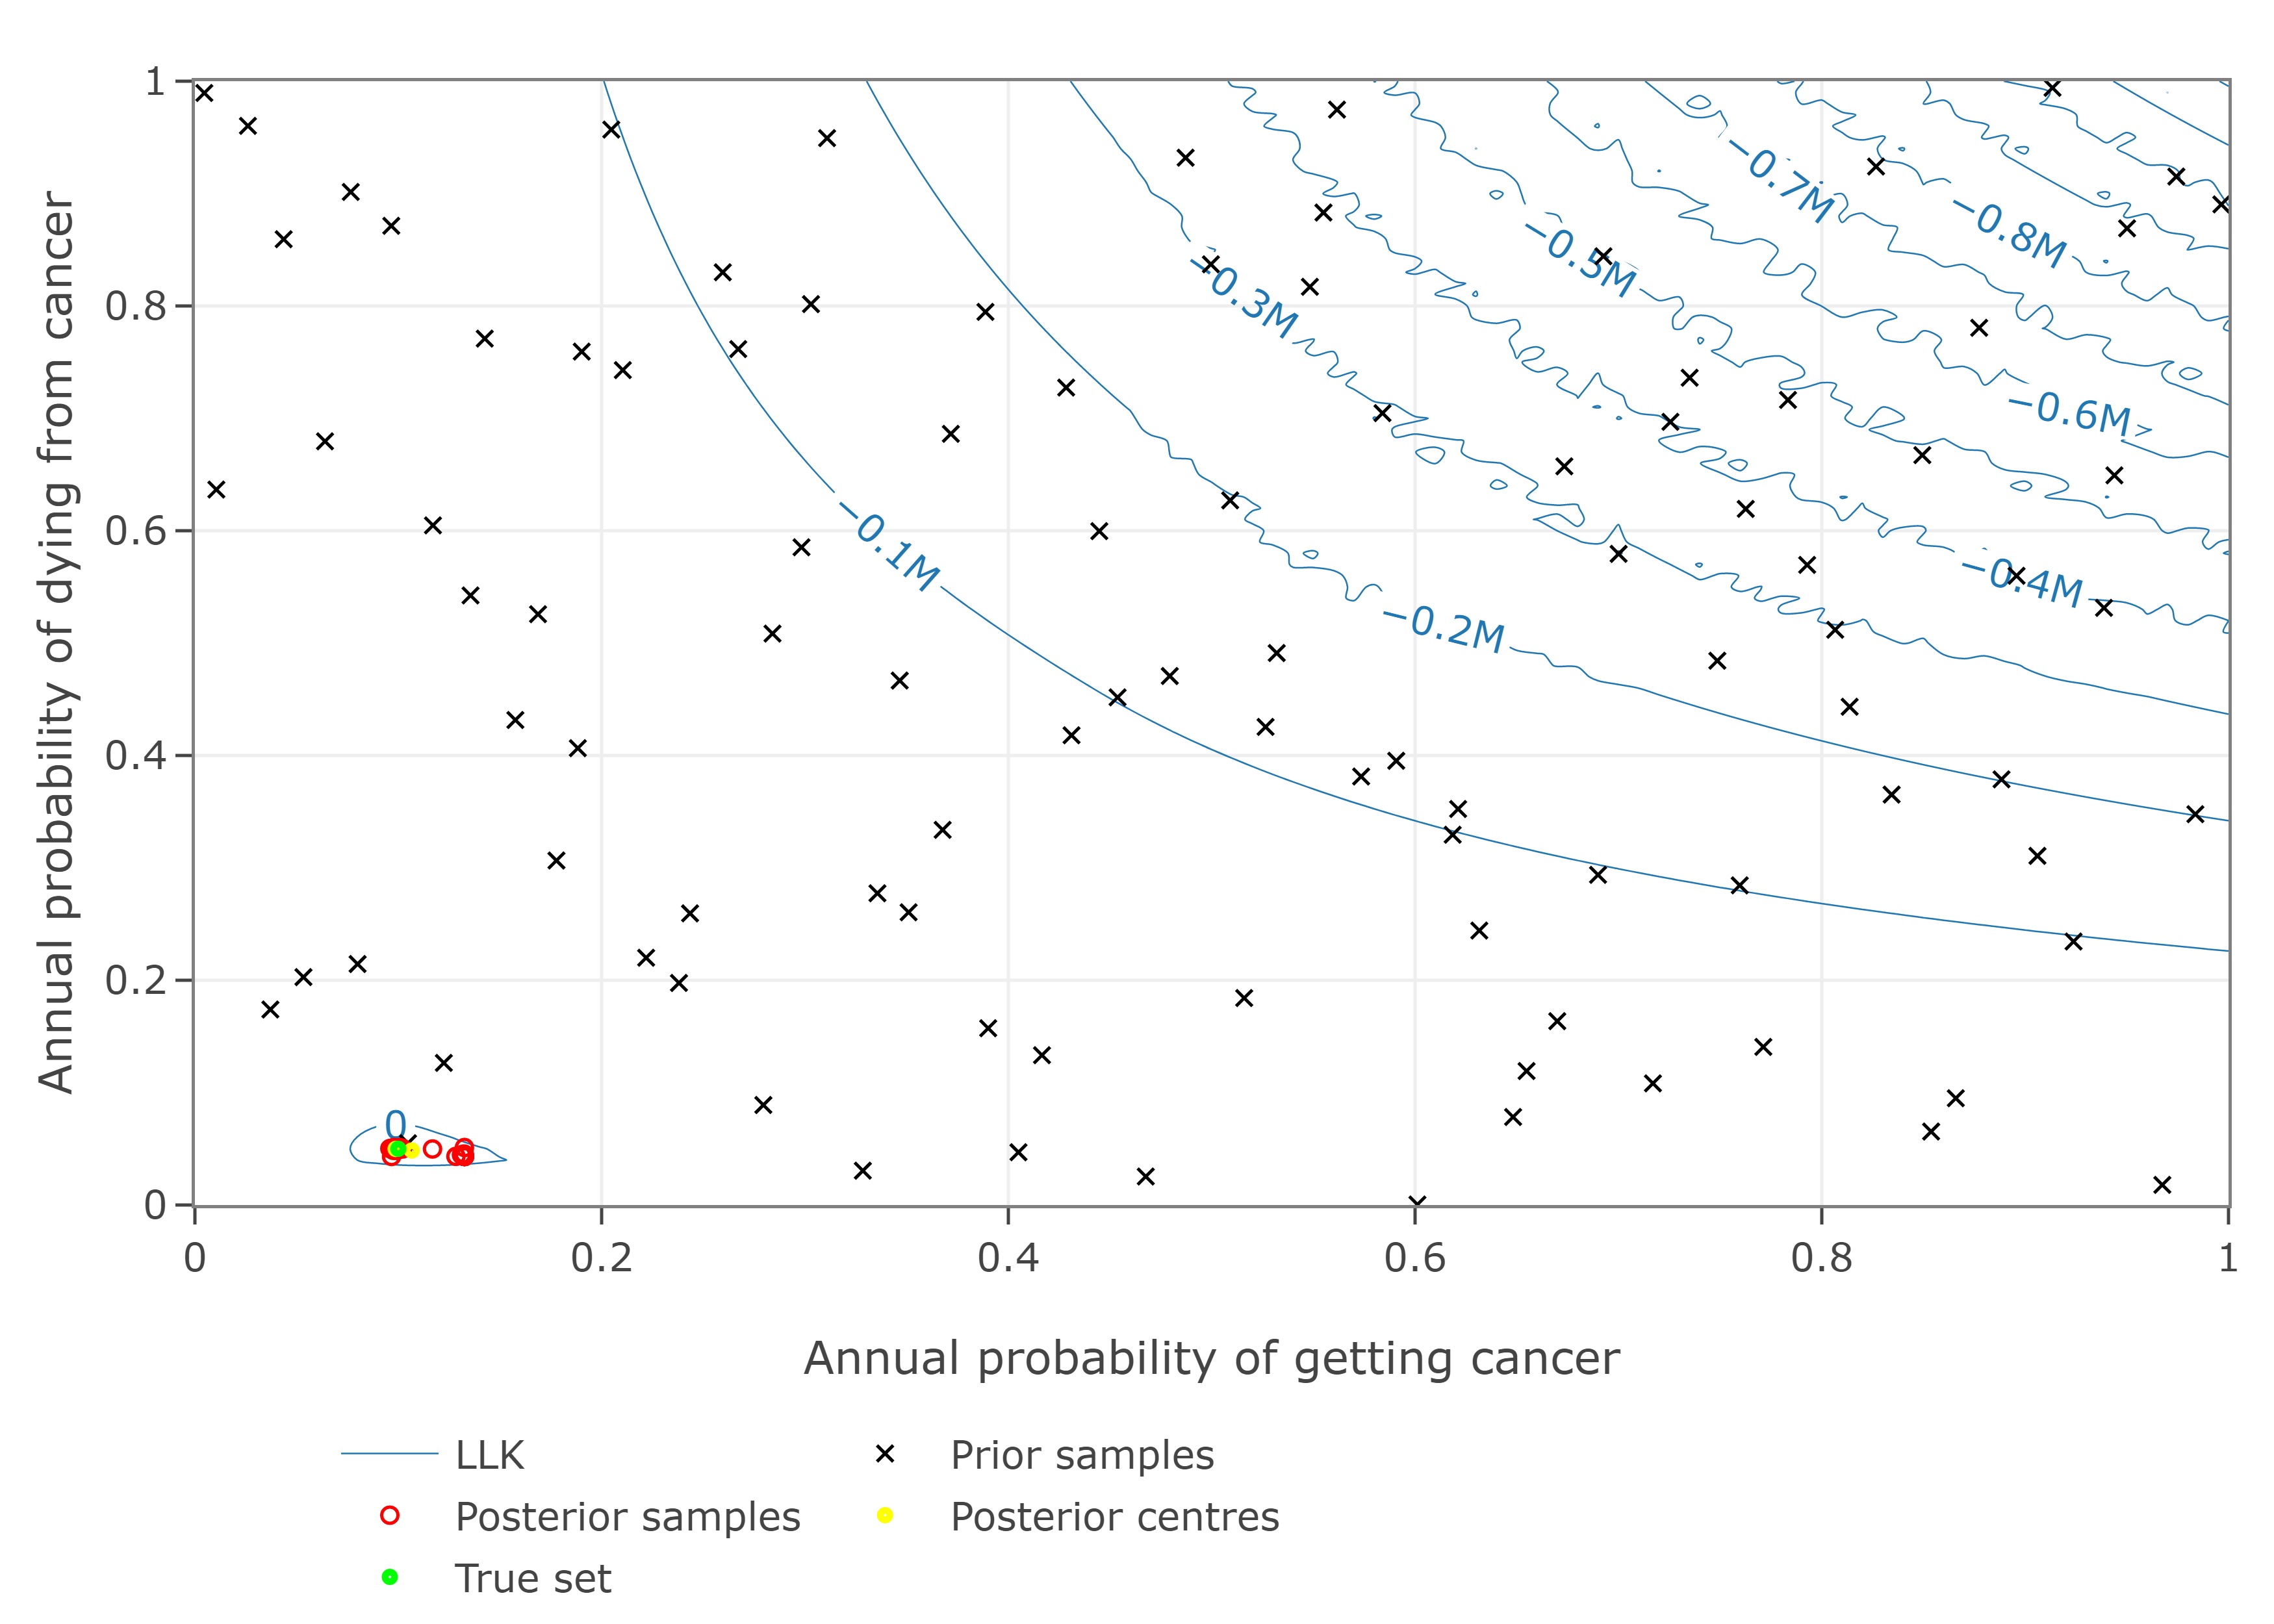 Annual probability of dying from cancer
1
0.8
0.6
0.4
0.2
0
0
0.2
0.4
0.6
0.8
1
−0.7M
−0.8M
−0.5M
−0.3M
−0.6M
−0.1M
−0.4M
−0.2M
0
Annual probability of getting cancer
LLK
Prior samples
Posterior samples
Posterior centres
True set